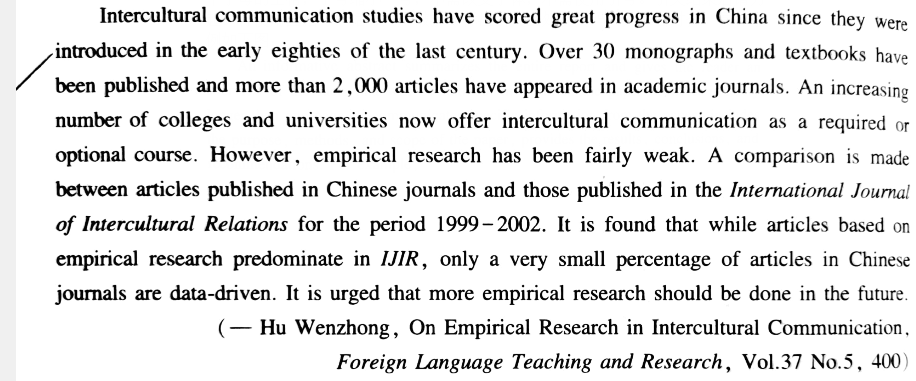 Intercultural communication studies have scored great progress in China since they were
introduced in the early eighties of the last century. Over 30 monographs and textbooks have
been published and more than 2,000 articles have appeared in academic journals. An increasing
number of colleges and universities now offer intercultural communication as a required or
optional course. However, empirical research has been fairly weak. A comparison is made
between articles published in Chinese journals and those published in the International Journal
of Intercultural Relations for the period 1999-2002. It is found that while articles based on
empirical research predominate in IJIR, only a very small percentage of articles in Chinese
journals are data-driven. It is urged that more empirical research should be done in the future.
(— Hu Wenzhong, On Empirical Research in Intercultural Communication,
Foreign Language Teaching and Research, Vol.37 No.5, 400)